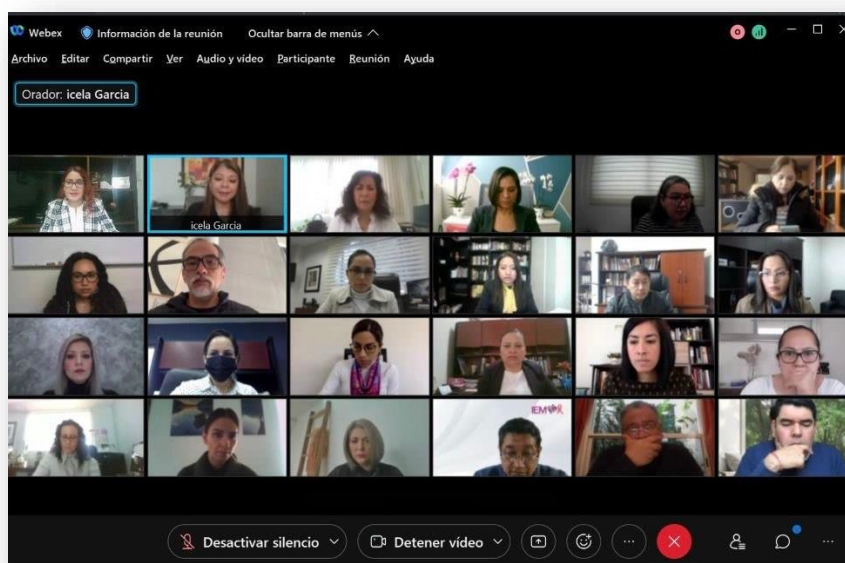 Webex Información de la reunión Ocultar barra de menús
Archivo Editar Compartir Ver Audio y vídeo Participante Reunión Ayuda
Orador: icela Garcia
icela Garcia
IEM
Desactivar silencio Detener vídeo